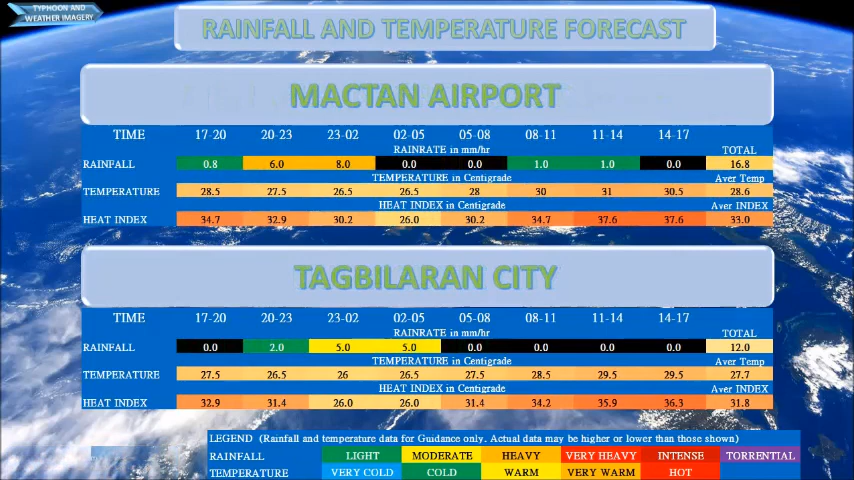 TYPHOON AND
WEATHER IMAGERY
RAINFALL AND TEMPERATURE FORECAST
MACTAN AIRPORT
TIME 17-20 20-23 23-02 02-05 05-08 08-11 11-14 14-17
RAINRATE in mm/hr TOTAL
RAINFALL 0.8 6.0 8.0 0.0 0.0 1.0 1.0 0.0 16.8
TEMPERATURE in Centigrade Aver Temp
TEMPERATURE 28.5 27.5 26.5 26.5 28 30 31 30.5 28.6
HEAT INDEX in Centigrade Aver INDEX
HEAT INDEX 34.7 32.9 30.2 26.0 30.2 34.7 37.6 37.6 33.0
TAGBILARAN CITY
TIME 17-20 20-23 23-02 02-05 05-08 08-11 11-14 14-17
RAINRATE in mm/hr TOTAL
RAINFALL 0.0 2.0 5.0 5.0 0.0 0.0 0.0 0.0 12.0
TEMPERATURE in Centigrade Aver Temp
TEMPERATURE 27.5 26.5 26 26.5 27.5 28.5 29.5 29.5 27.7
HEAT INDEX in Centigrade Aver INDEX
HEAT INDEX 32.9 31.4 26.0 26.0 31.4 34.2 35.9 36.3 31.8
LEGEND (Rainfall and temperature data for Guidance only. Actual data may be higher or lower than those shown)
RAINFALL LIGHT MODERATE HEAVY VERY HEAVY INTENSE TORRENTIAL
TEMPERATURE VERY COLD COLD WARM VERY WARM HOT